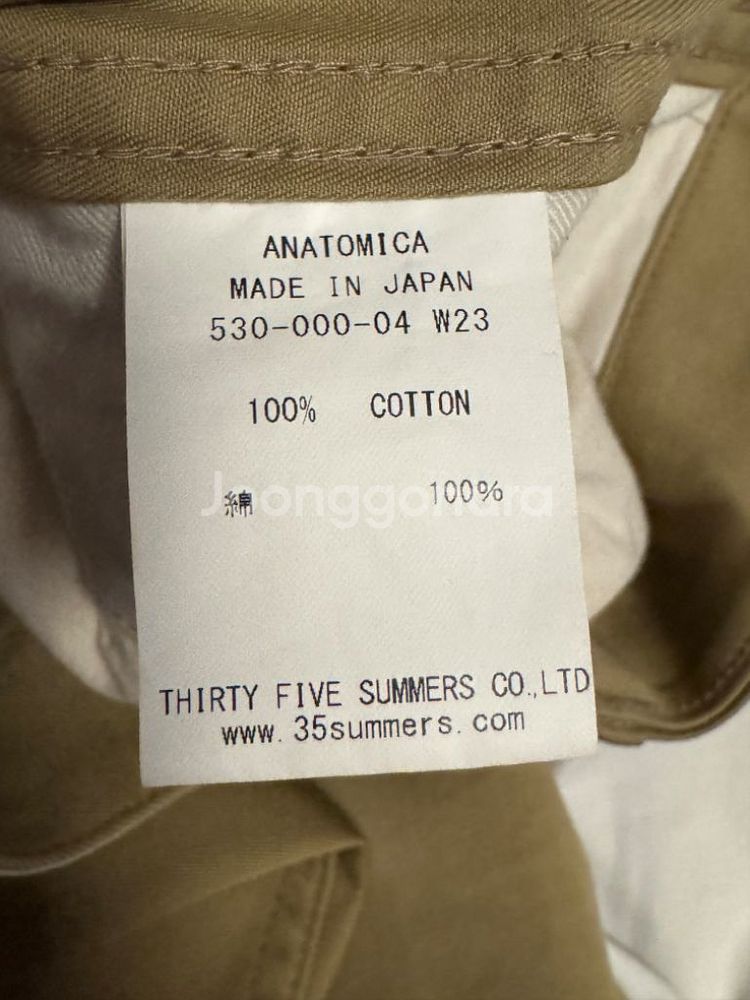 ANATOMICA
MADE IN JAPAN
530-000-04 W23
100% COTTON
綿 100%
Joonggonara
THIRTY FIVE SUMMERS CO.,LTD
www.35summers.com